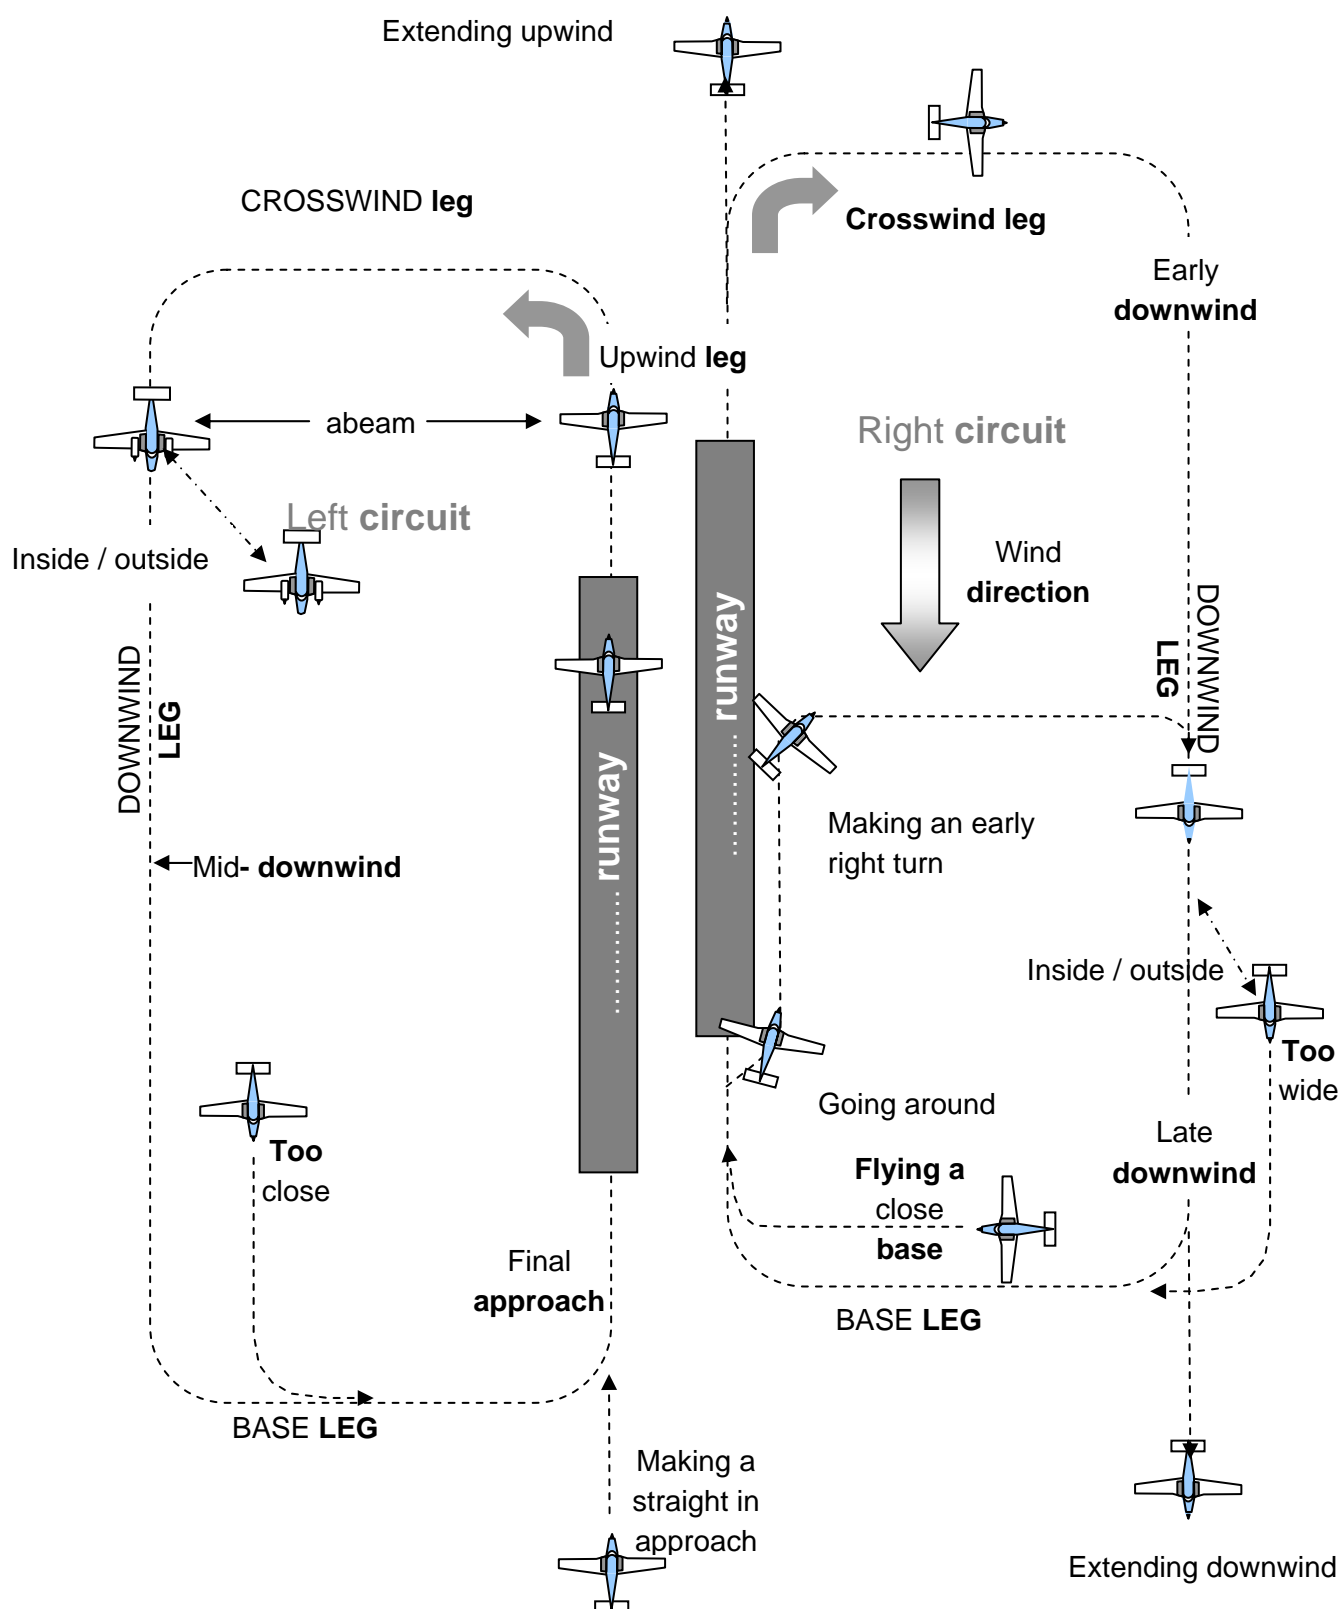 Extending upwind
CROSSWIND leg
Crosswind leg
Early
downwind
Upwind leg
abeam
Right circuit
Left circuit
Inside / outside
Wind
direction
DOWNWIND
LEG
runway
DOWNWIND
LEG
..............runway
Making an early
right turn
Mid- downwind
Inside / outside
Too
wide
Going around
Late
downwind
Too
close
Flying a
close
base
Final
approach
BASE LEG
BASE LEG
Making a
straight in
approach
Extending downwind